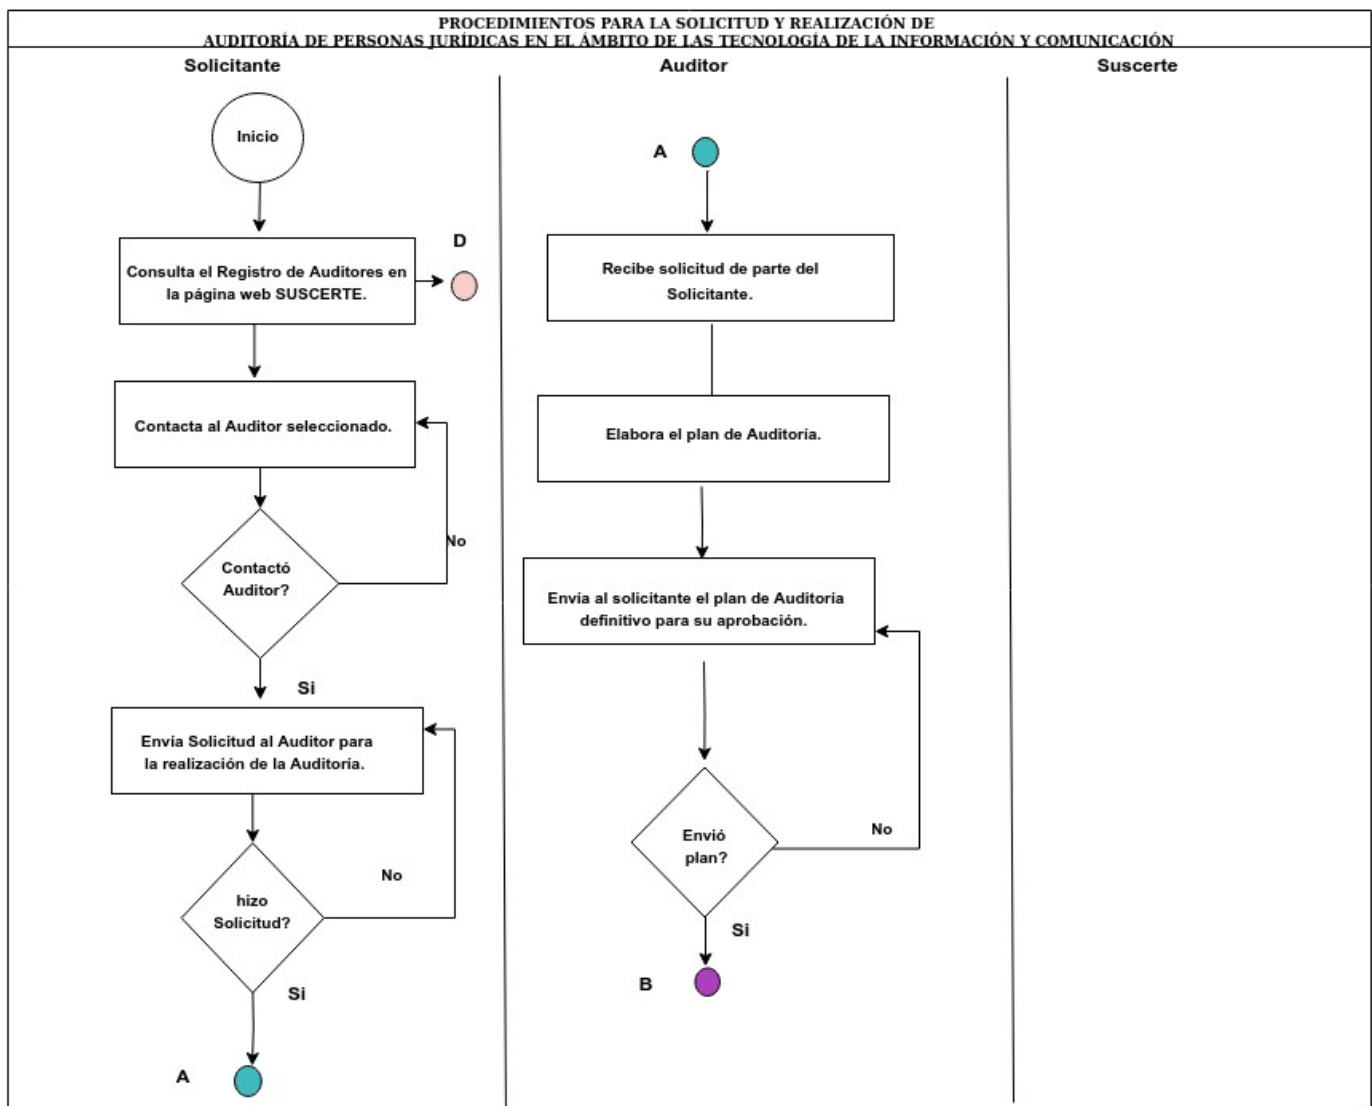 PROCEDIMIENTOS PARA LA SOLICITUD Y REALIZACIÓN DE
AUDITORÍA DE PERSONAS JURÍDICAS EN EL ÁMBITO DE LAS TECNOLOGÍA DE LA INFORMACIÓN Y COMUNICACIÓN
Solicitante
Inicio
D
Consulta el Registro de Auditores en
la página web SUSCERTE.
Contacta al Auditor seleccionado.
No
Contactó
Auditor?
Si
Envía Solicitud al Auditor para
la realización de la Auditoría.
No
hizo
Solicitud?
Si
A
Auditor
A
Recibe solicitud de parte del
Solicitante.
Elabora el plan de Auditoría.
Envía al solicitante el plan de Auditoría
definitivo para su aprobación.
No
Envió
plan?
Si
B
Suscerte